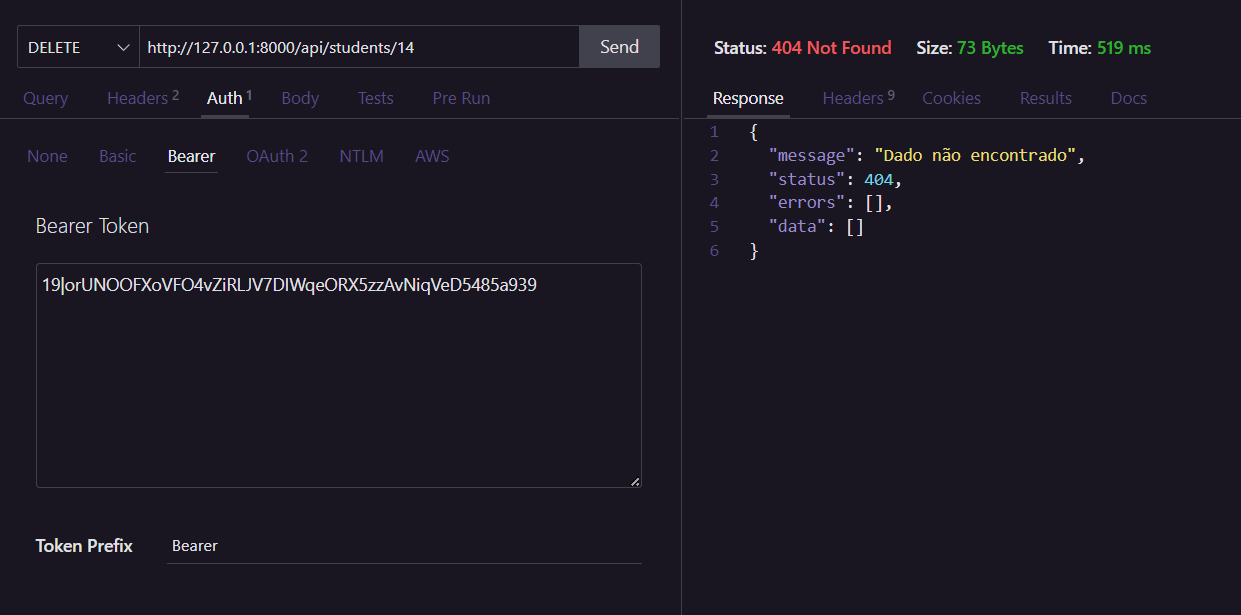 DELETE http://127.0.0.1:8000/api/students/14 Send
Query Headers 2 Auth 1 Body Tests Pre Run
None Basic Bearer OAuth 2 NTLM AWS
Bearer Token
19|orUNOOFXoVFO4vZiRLJV7DIWqeORX5zzAvNiqVeD5485a939
Token Prefix Bearer
Status: 404 Not Found Size: 73 Bytes Time: 519 ms
Response Headers 9 Cookies Results Docs
1 {
2 "message": "Dado não encontrado",
3 "status": 404,
4 "errors": [],
5 "data": []
6 }